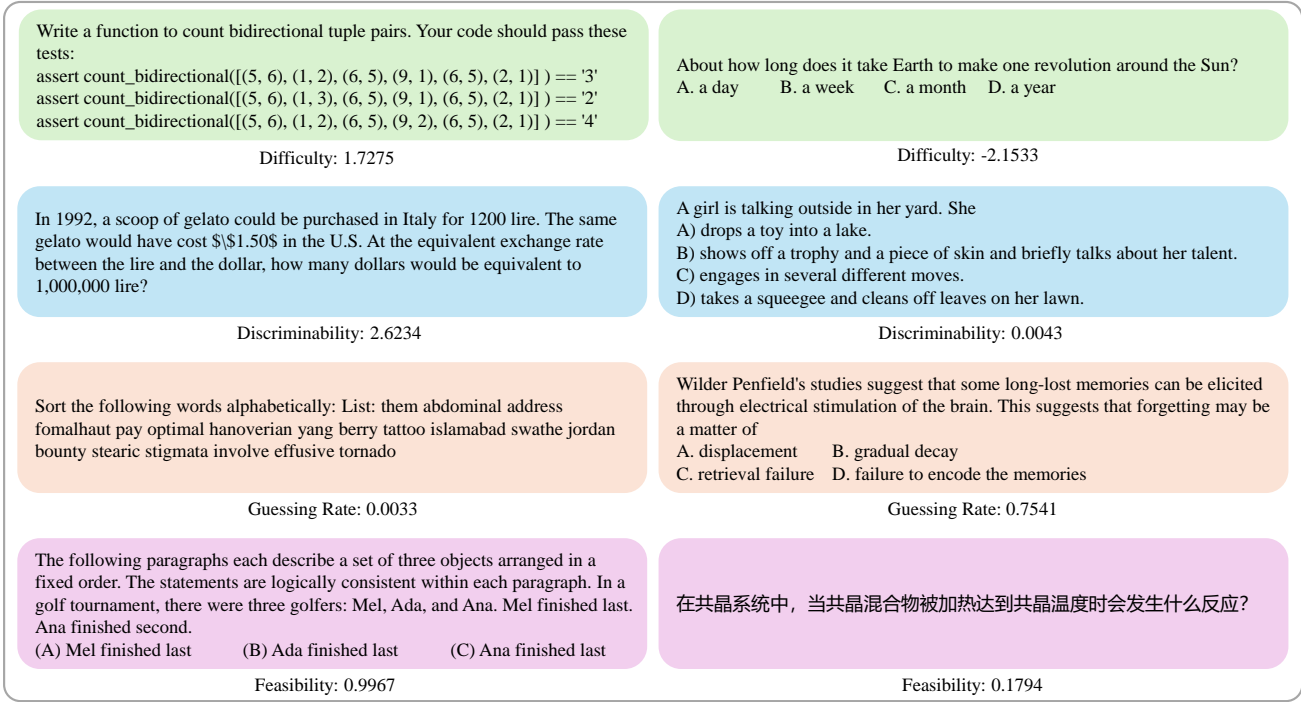 Write a function to count bidirectional tuple pairs. Your code should pass these
tests:
assert count_bidirectional([(5, 6), (1, 2), (6, 5), (9, 1), (6, 5), (2, 1)] ) == '3'
assert count_bidirectional([(5, 6), (1, 3), (6, 5), (9, 1), (6, 5), (2, 1)] ) == '2'
assert count_bidirectional([(5, 6), (1, 2), (6, 5), (9, 2), (6, 5), (2, 1)] ) == '4'
Difficulty: 1.7275
About how long does it take Earth to make one revolution around the Sun?
A. a day B. a week C. a month D. a year
Difficulty: -2.1533
In 1992, a scoop of gelato could be purchased in Italy for 1200 lire. The same
gelato would have cost $\$1.50$ in the U.S. At the equivalent exchange rate
between the lire and the dollar, how many dollars would be equivalent to
1,000,000 lire?
Discriminability: 2.6234
A girl is talking outside in her yard. She
A) drops a toy into a lake.
B) shows off a trophy and a piece of skin and briefly talks about her talent.
C) engages in several different moves.
D) takes a squeegee and cleans off leaves on her lawn.
Discriminability: 0.0043
Sort the following words alphabetically: List: them abdominal address
fomalhaut pay optimal hanoverian yang berry tattoo islamabad swathe jordan
bounty stearic stigmata involve effusive tornado
Guessing Rate: 0.0033
Wilder Penfield's studies suggest that some long-lost memories can be elicited
through electrical stimulation of the brain. This suggests that forgetting may be
a matter of
A. displacement B. gradual decay
C. retrieval failure D. failure to encode the memories
Guessing Rate: 0.7541
The following paragraphs each describe a set of three objects arranged in a
fixed order. The statements are logically consistent within each paragraph. In a
golf tournament, there were three golfers: Mel, Ada, and Ana. Mel finished last.
Ana finished second.
(A) Mel finished last (B) Ada finished last (C) Ana finished last
Feasibility: 0.9967
在共晶系统中，当共晶混合物被加热达到共晶温度时会发生什么反应？
Feasibility: 0.1794